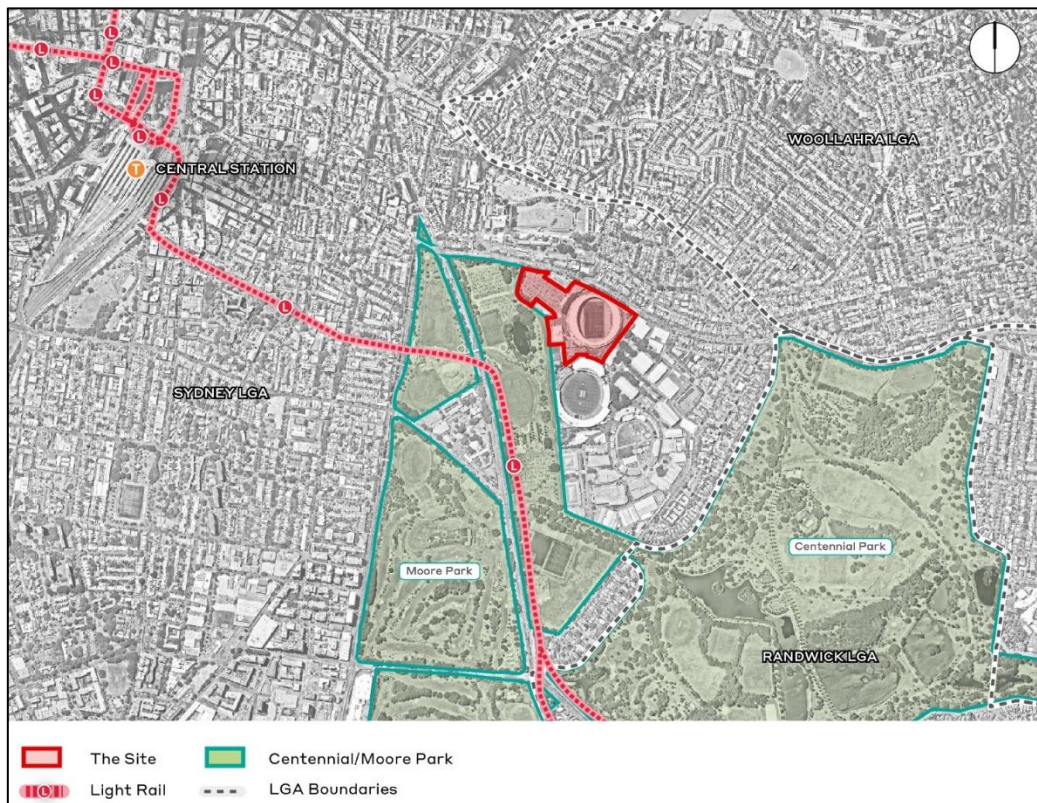 WOOLLAHRA LGA
L
L
L
L
T CENTRAL STATION
L
L
SYDNEY LGA
L
Centennial Park
Moore Park
RANDWICK LGA
The Site
Centennial/Moore Park
L Light Rail
LGA Boundaries